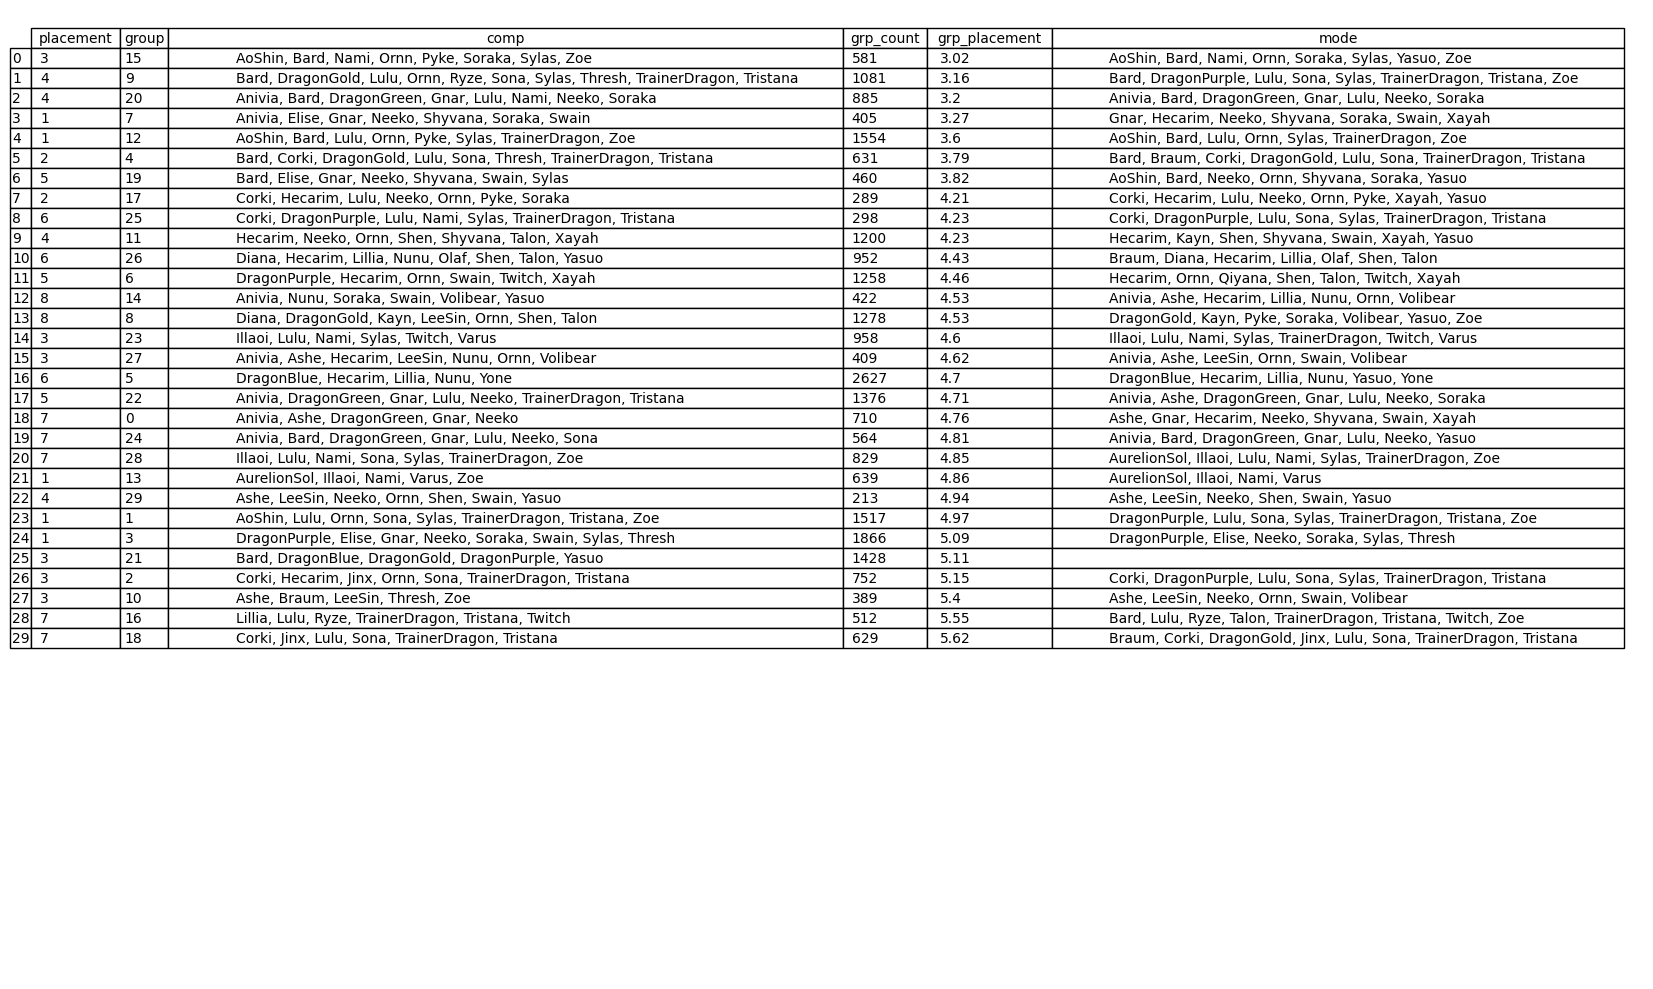 placement group comp grp_count grp_placement mode
0 3 15 AoShin, Bard, Nami, Ornn, Pyke, Soraka, Sylas, Zoe 581 3.02 AoShin, Bard, Nami, Ornn, Soraka, Sylas, Yasuo, Zoe
1 4 9 Bard, DragonGold, Lulu, Ornn, Ryze, Sona, Sylas, Thresh, TrainerDragon, Tristana 1081 3.16 Bard, DragonPurple, Lulu, Sona, Sylas, TrainerDragon, Tristana, Zoe
2 4 20 Anivia, Bard, DragonGreen, Gnar, Lulu, Nami, Neeko, Soraka 885 3.2 Anivia, Bard, DragonGreen, Gnar, Lulu, Neeko, Soraka
3 1 7 Anivia, Elise, Gnar, Neeko, Shyvana, Soraka, Swain 405 3.27 Gnar, Hecarim, Neeko, Shyvana, Soraka, Swain, Xayah
4 1 12 AoShin, Bard, Lulu, Ornn, Pyke, Sylas, TrainerDragon, Zoe 1554 3.6 AoShin, Bard, Lulu, Ornn, Sylas, TrainerDragon, Zoe
5 2 4 Bard, Corki, DragonGold, Lulu, Sona, Thresh, TrainerDragon, Tristana 631 3.79 Bard, Braum, Corki, DragonGold, Lulu, Sona, TrainerDragon, Tristana
6 5 19 Bard, Elise, Gnar, Neeko, Shyvana, Swain, Sylas 460 3.82 AoShin, Bard, Neeko, Ornn, Shyvana, Soraka, Yasuo
7 2 17 Corki, Hecarim, Lulu, Neeko, Ornn, Pyke, Soraka 289 4.21 Corki, Hecarim, Lulu, Neeko, Ornn, Pyke, Xayah, Yasuo
8 6 25 Corki, DragonPurple, Lulu, Nami, Sylas, TrainerDragon, Tristana 298 4.23 Corki, DragonPurple, Lulu, Sona, Sylas, TrainerDragon, Tristana
9 4 11 Hecarim, Neeko, Ornn, Shen, Shyvana, Talon, Xayah 1200 4.23 Hecarim, Kayn, Shen, Shyvana, Swain, Xayah, Yasuo
10 6 26 Diana, Hecarim, Lillia, Nunu, Olaf, Shen, Talon, Yasuo 952 4.43 Braum, Diana, Hecarim, Lillia, Olaf, Shen, Talon
11 5 6 DragonPurple, Hecarim, Ornn, Swain, Twitch, Xayah 1258 4.46 Hecarim, Ornn, Qiyana, Shen, Talon, Twitch, Xayah
12 8 14 Anivia, Nunu, Soraka, Swain, Volibear, Yasuo 422 4.53 Anivia, Ashe, Hecarim, Lillia, Nunu, Ornn, Volibear
13 8 8 Diana, DragonGold, Kayn, LeeSin, Ornn, Shen, Talon 1278 4.53 DragonGold, Kayn, Pyke, Soraka, Volibear, Yasuo, Zoe
14 3 23 Illaoi, Lulu, Nami, Sylas, Twitch, Varus 958 4.6 Illaoi, Lulu, Nami, Sylas, TrainerDragon, Twitch, Varus
15 3 27 Anivia, Ashe, Hecarim, LeeSin, Nunu, Ornn, Volibear 409 4.62 Anivia, Ashe, LeeSin, Ornn, Swain, Volibear
16 6 5 DragonBlue, Hecarim, Lillia, Nunu, Yone 2627 4.7 DragonBlue, Hecarim, Lillia, Nunu, Yasuo, Yone
17 5 22 Anivia, DragonGreen, Gnar, Lulu, Neeko, TrainerDragon, Tristana 1376 4.71 Anivia, Ashe, DragonGreen, Gnar, Lulu, Neeko, Soraka
18 7 0 Anivia, Ashe, DragonGreen, Gnar, Neeko 710 4.76 Ashe, Gnar, Hecarim, Neeko, Shyvana, Swain, Xayah
19 7 24 Anivia, Bard, DragonGreen, Gnar, Lulu, Neeko, Sona 564 4.81 Anivia, Bard, DragonGreen, Gnar, Lulu, Neeko, Yasuo
20 7 28 Illaoi, Lulu, Nami, Sona, Sylas, TrainerDragon, Zoe 829 4.85 AurelionSol, Illaoi, Lulu, Nami, Sylas, TrainerDragon, Zoe
21 1 13 AurelionSol, Illaoi, Nami, Varus, Zoe 639 4.86 AurelionSol, Illaoi, Nami, Varus
22 4 29 Ashe, LeeSin, Neeko, Ornn, Shen, Swain, Yasuo 213 4.94 Ashe, LeeSin, Neeko, Shen, Swain, Yasuo
23 1 1 AoShin, Lulu, Ornn, Sona, Sylas, TrainerDragon, Tristana, Zoe 1517 4.97 DragonPurple, Lulu, Sona, Sylas, TrainerDragon, Tristana, Zoe
24 1 3 DragonPurple, Elise, Gnar, Neeko, Soraka, Swain, Sylas, Thresh 1866 5.09 DragonPurple, Elise, Neeko, Soraka, Sylas, Thresh
25 3 21 Bard, DragonBlue, DragonGold, DragonPurple, Yasuo 1428 5.11
26 3 2 Corki, Hecarim, Jinx, Ornn, Sona, TrainerDragon, Tristana 752 5.15 Corki, DragonPurple, Lulu, Sona, Sylas, TrainerDragon, Tristana
27 3 10 Ashe, Braum, LeeSin, Thresh, Zoe 389 5.4 Ashe, LeeSin, Neeko, Ornn, Swain, Volibear
28 7 16 Lillia, Lulu, Ryze, TrainerDragon, Tristana, Twitch 512 5.55 Bard, Lulu, Ryze, Talon, TrainerDragon, Tristana, Twitch, Zoe
29 7 18 Corki, Jinx, Lulu, Sona, TrainerDragon, Tristana 629 5.62 Braum, Corki, DragonGold, Jinx, Lulu, Sona, TrainerDragon, Tristana